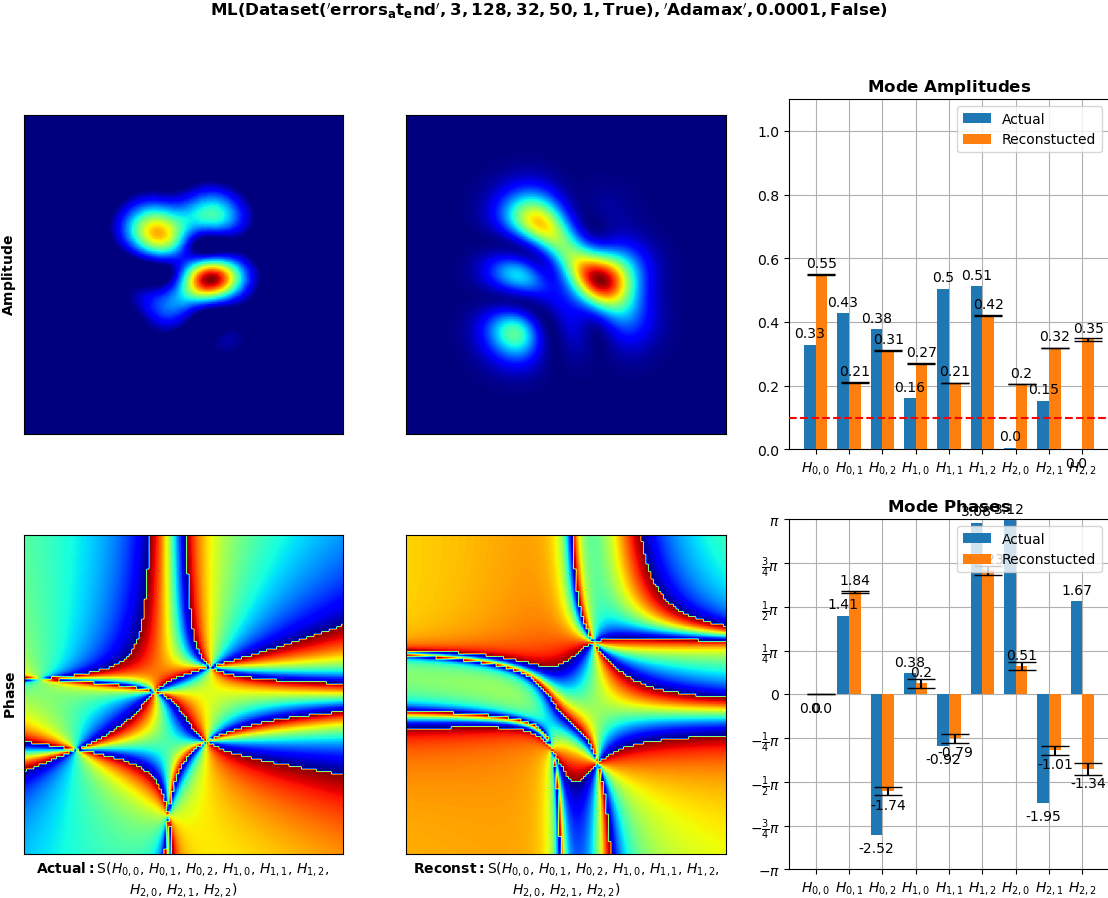 ML(Dataset('errors_at_end', 3, 128, 32, 50, 1, True), 'Adamax', 0.0001, False)
Mode Amplitudes
Amplitude
1.0
0.8
0.6
0.4
0.2
0.0
Actual
Reconstucted
0.33
0.55
0.43
0.21
0.38
0.31
0.16
0.27
0.5
0.21
0.51
0.42
0.0
0.2
0.15
0.32
0.0
0.35
H0,0 H0,1 H0,2 H1,0 H1,1 H1,2 H2,0 H2,1 H2,2
Mode Phases
Phase
π
3/4π
1/2π
1/4π
0
−1/4π
−1/2π
−3/4π
−π
Actual
Reconstucted
0.0
0.0
1.41
1.84
-2.52
-1.74
0.38
0.2
-0.92
-0.79
3.08
3.12
0.51
-1.95
-1.01
1.67
-1.34
H0,0 H0,1 H0,2 H1,0 H1,1 H1,2 H2,0 H2,1 H2,2
Actual: S(H0,0, H0,1, H0,2, H1,0, H1,1, H1,2,
H2,0, H2,1, H2,2)
Reconst: S(H0,0, H0,1, H0,2, H1,0, H1,1, H1,2,
H2,0, H2,1, H2,2)